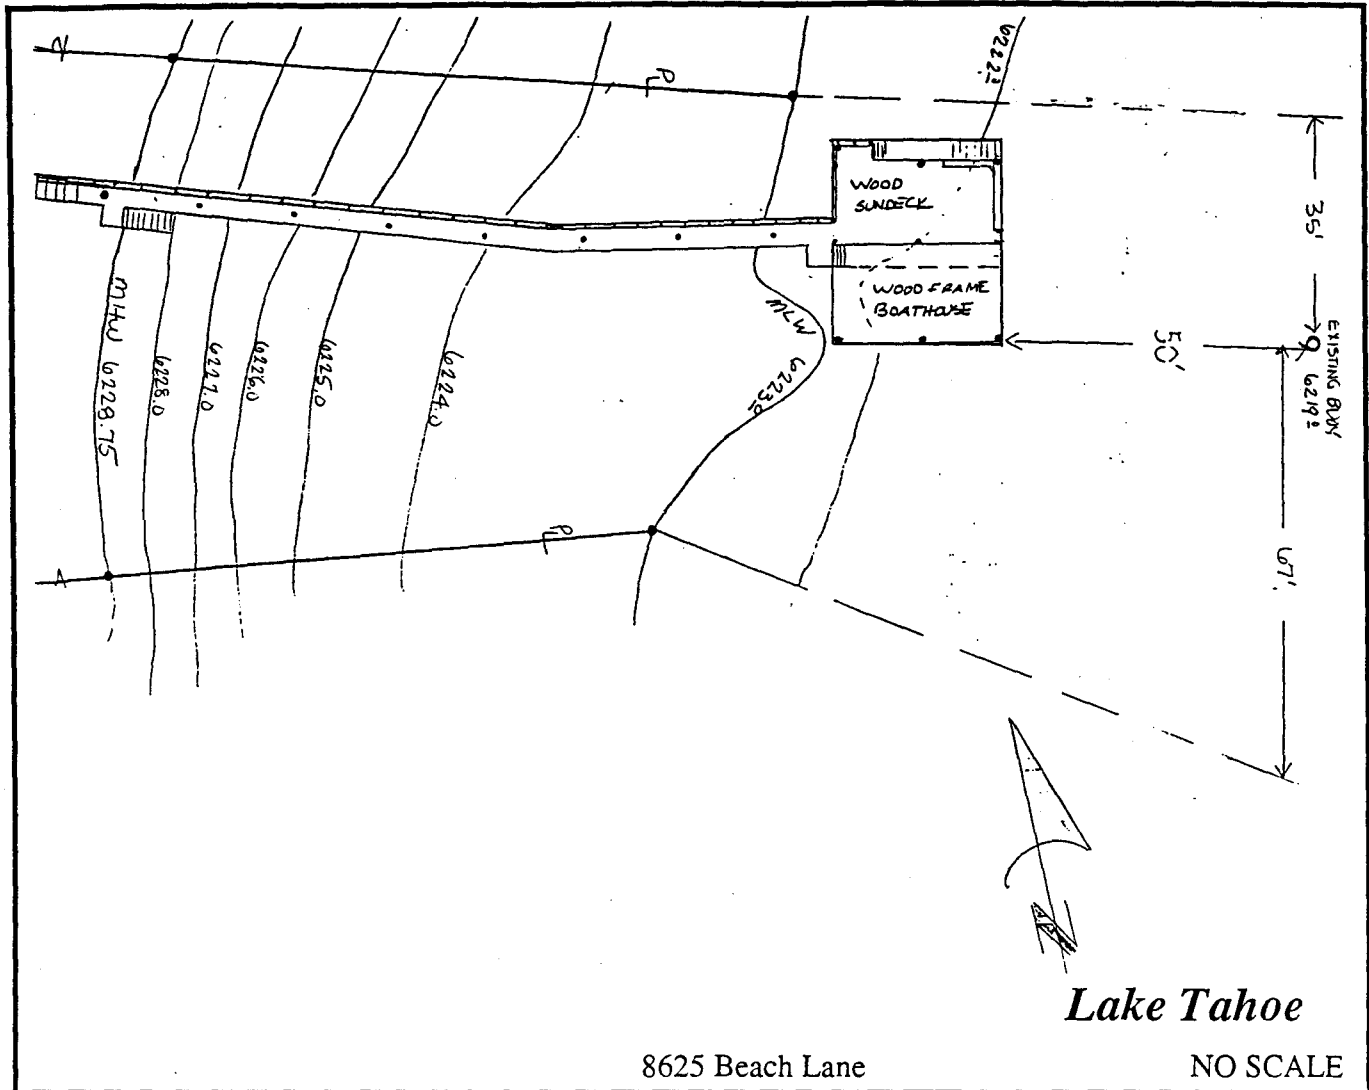 6222.0
PL
35'
WOOD
SUNDECK
WOOD FRAME
BOATHOUSE
50'
EXISTING BUOY
6219.0
MHW 6228.75
6228.0
6227.0
6226.0
6225.0
6224.0
MLW 6223.0
67'
PL
N
Lake Tahoe
8625 Beach Lane
NO SCALE